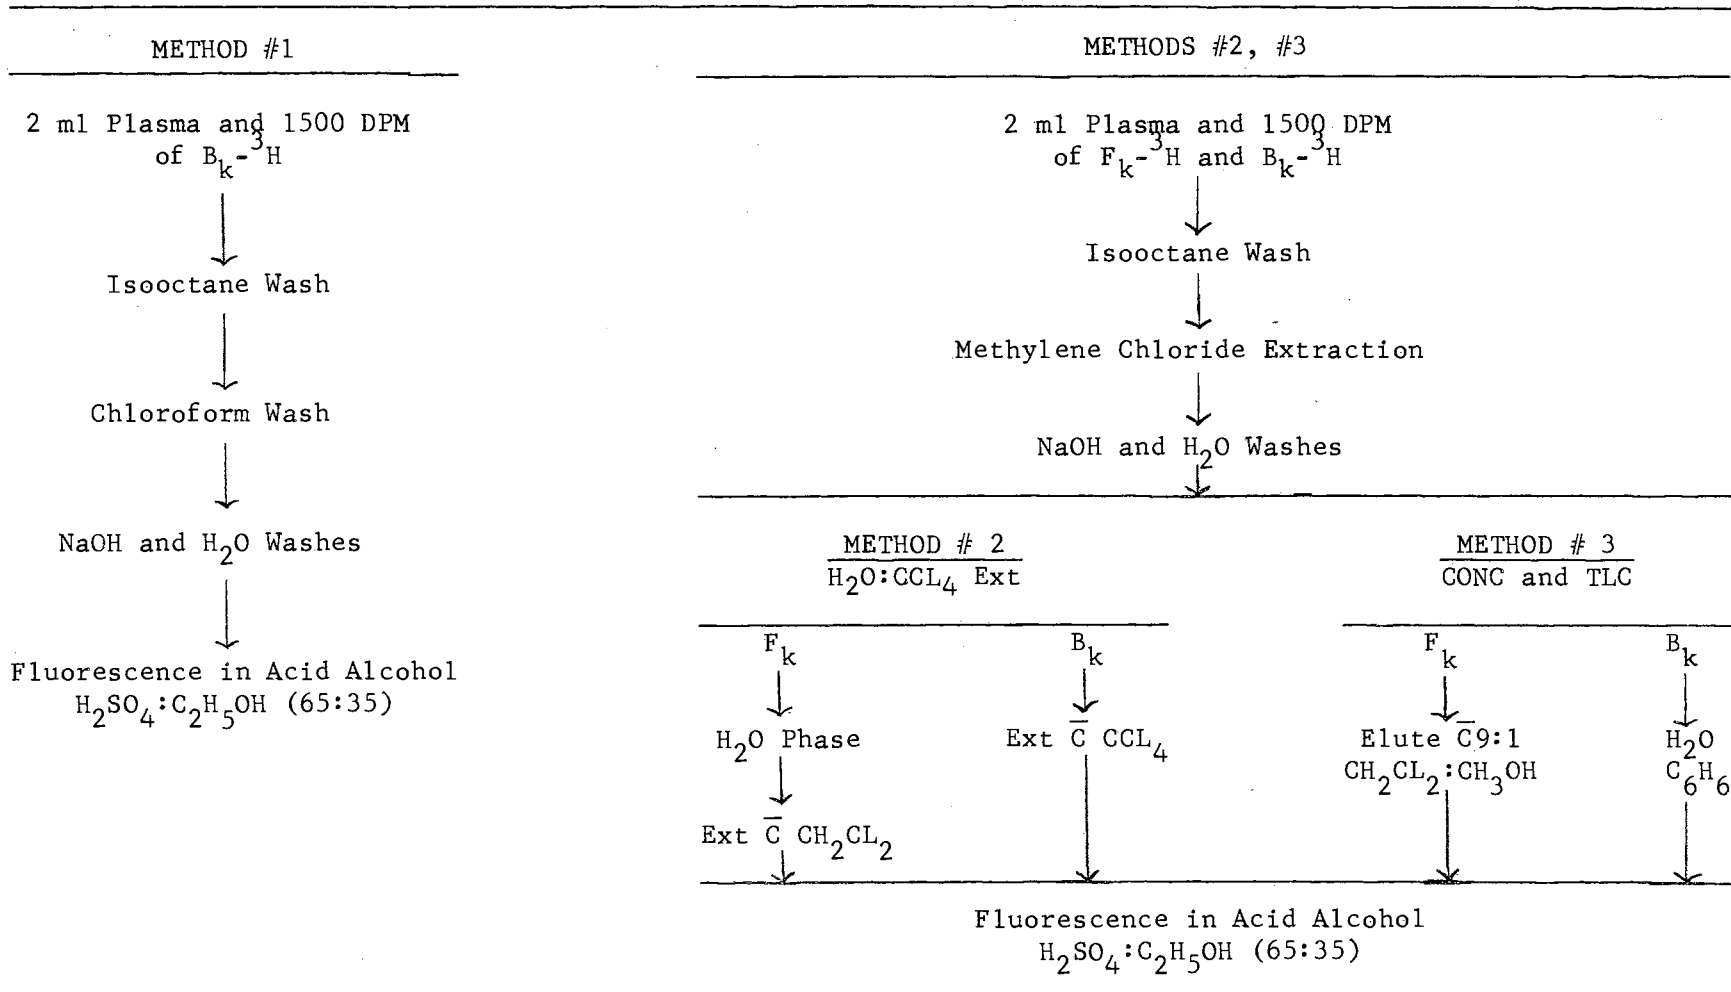 METHOD #1
2 ml Plasma and 1500 DPM
of Bk-3H
Isooctane Wash
Chloroform Wash
NaOH and H2O Washes
Fluorescence in Acid Alcohol
H2SO4:C2H5OH (65:35)
METHODS #2, #3
2 ml Plasma and 1500 DPM
of Fk-3H and Bk-3H
Isooctane Wash
Methylene Chloride Extraction
NaOH and H2O Washes
METHOD # 2
H2O:CCL4 Ext
Fk
H2O Phase
Ext C̅ CH2CL2
Bk
Ext C̅ CCL4
METHOD # 3
CONC and TLC
Fk
Elute C̅9:1
CH2CL2:CH3OH
Bk
H2O
C6H6
Fluorescence in Acid Alcohol
H2SO4:C2H5OH (65:35)